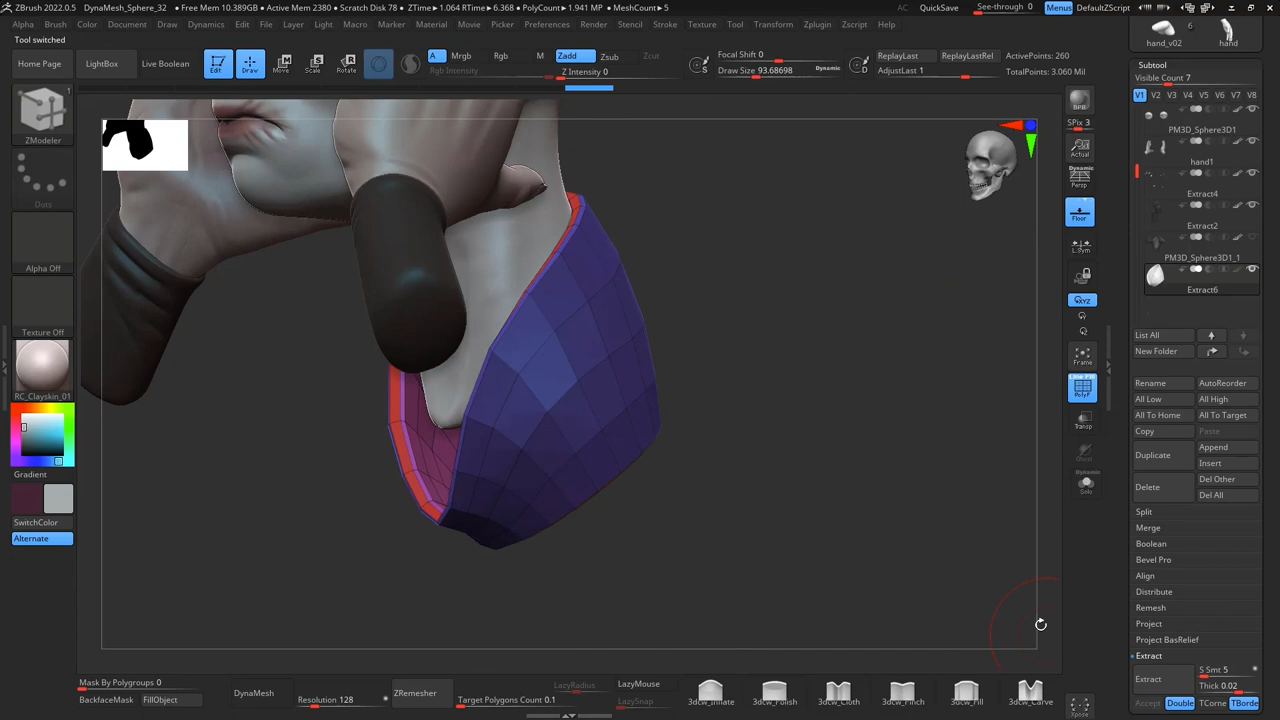 ZBrush 2022.0.5 DynaMesh_Sphere_32 • Free Mem 10.389GB • Active Mem 2380 • Scratch Disk 78 • ZTime▸1.064 RTime▸6.368 • PolyCount▸1.941 MP • MeshCount▸5 AC QuickSave See-through 0 Menus DefaultZScript
Alpha Brush Color Document Draw Dynamics Edit File Layer Light Macro Marker Material Movie Picker Preferences Render Stencil Stroke Texture Tool Transform Zplugin Zscript Help
Tool switched
Home Page LightBox Live Boolean Edit Draw Move Scale Rotate
A Mrgb Rgb M Zadd Zsub Zcut
Rgb Intensity Z Intensity 0
Focal Shift 0
Draw Size 93.68698 Dynamic
ReplayLast ReplayLastRel ActivePoints: 260
AdjustLast 1 TotalPoints: 3.060 Mil
1
ZModeler
Dots
Alpha Off
Texture Off
RC_Clayskin_01
Gradient
SwitchColor
Alternate
BPR
SPix 3
Actual
Dynamic
Persp
Floor
L.Sym
XYZ
Frame
Line Fill
PolyF
Transp
Ghost
Dynamic
Solo
Xpose
6
hand_v02 hand
Subtool
Visible Count 7
V1 V2 V3 V4 V5 V6 V7 V8
PM3D_Sphere3D1
hand1
Extract4
Extract2
PM3D_Sphere3D1_1
Extract6
List All
New Folder
Rename AutoReorder
All Low All High
All To Home All To Target
Copy Paste
Duplicate Append
Insert
Delete Del Other
Del All
Split
Merge
Boolean
Bevel Pro
Align
Distribute
Remesh
Project
Project BasRelief
Extract
Extract S Smt 5
Thick 0.02
Accept Double TCorne TBorde
Mask By Polygroups 0
BackfaceMask FillObject
DynaMesh Resolution 128
ZRemesher Target Polygons Count 0.1
LazyRadius LazyMouse
LazySnap
3dcw_Inflate 3dcw_Polish 3dcw_Cloth 3dcw_Pinch 3dcw_Fill 3dcw_Carve